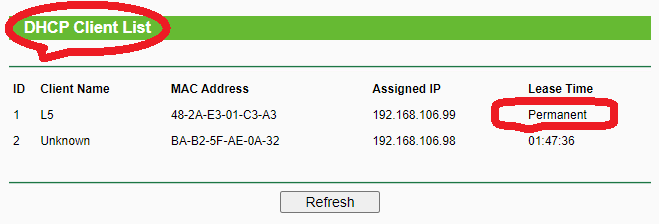 DHCP Client List
ID Client Name MAC Address Assigned IP Lease Time
1 L5 48-2A-E3-01-C3-A3 192.168.106.99 Permanent
2 Unknown BA-B2-5F-AE-0A-32 192.168.106.98 01:47:36
Refresh